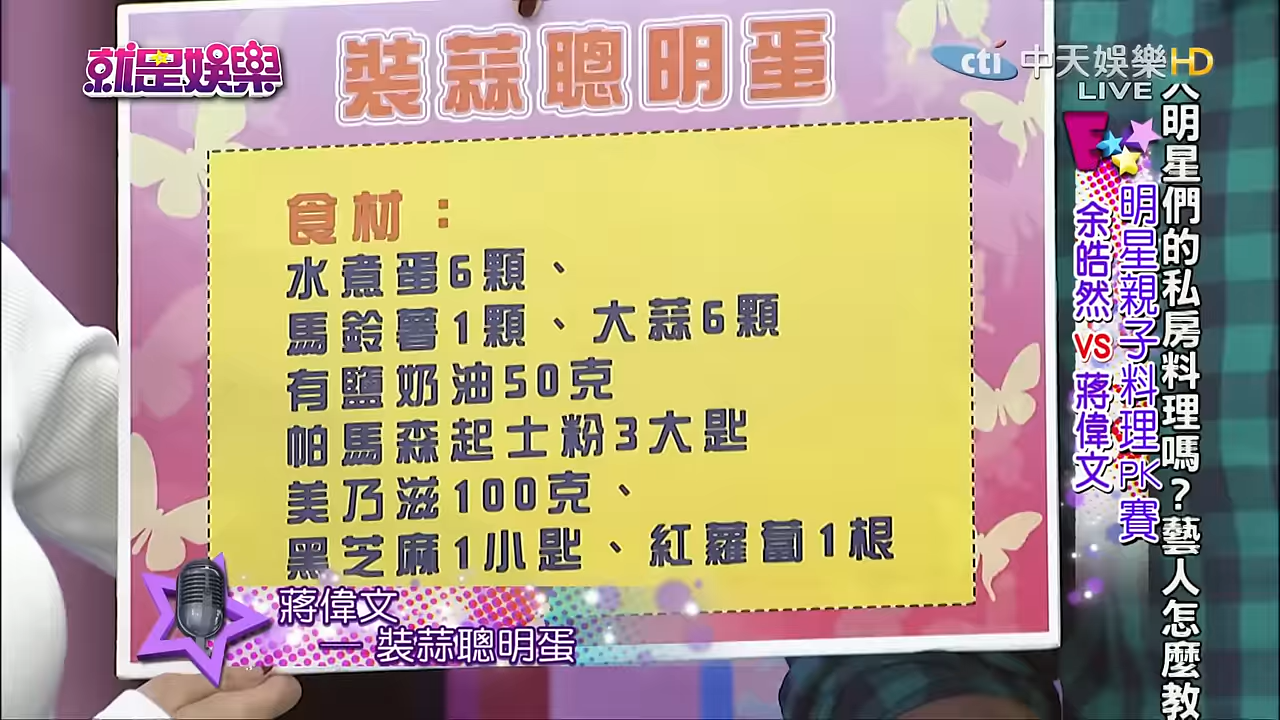 就是娛樂
裝蒜聰明蛋
cti 中天娛樂HD
LIVE
食材：
水煮蛋6顆、
馬鈴薯1顆、大蒜6顆
有鹽奶油50克
帕馬森起士粉3大匙
美乃滋100克、
黑芝麻1小匙、紅蘿蔔1根
蔣偉文
— 裝蒜聰明蛋
明星們的私房料理嗎？藝人怎麼教
明星親子料理PK賽
余皓然 VS 蔣偉文